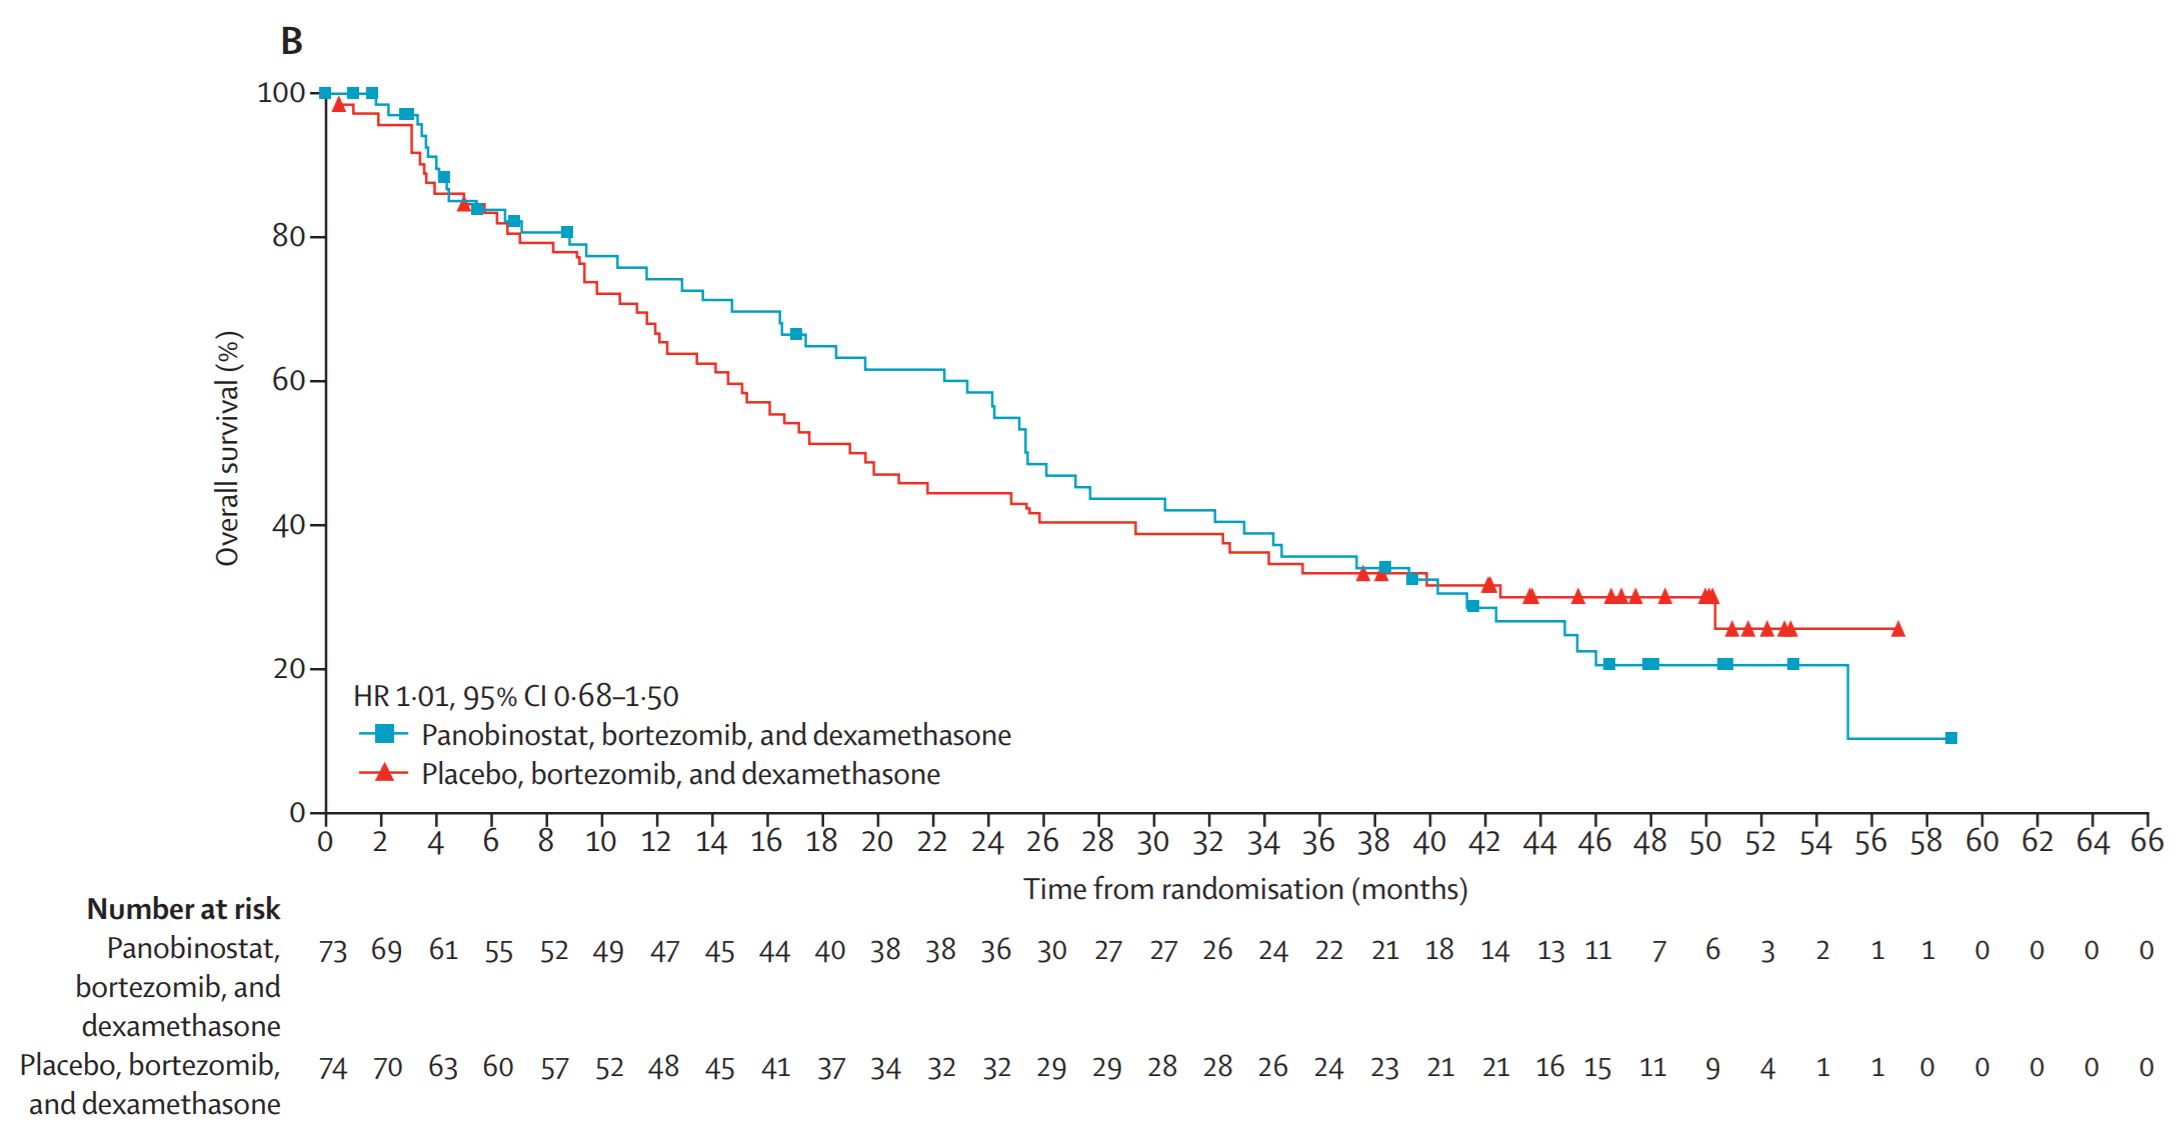 B
100
80
60
40
20
0
Overall survival (%)
HR 1·01, 95% CI 0·68–1·50
Panobinostat, bortezomib, and dexamethasone
Placebo, bortezomib, and dexamethasone
0 2 4 6 8 10 12 14 16 18 20 22 24 26 28 30 32 34 36 38 40 42 44 46 48 50 52 54 56 58 60 62 64 66
Time from randomisation (months)
Number at risk
Panobinostat, 73 69 61 55 52 49 47 45 44 40 38 38 36 30 27 27 26 24 22 21 18 14 13 11 7 6 3 2 1 1 0 0 0 0
bortezomib, and
dexamethasone
Placebo, bortezomib, 74 70 63 60 57 52 48 45 41 37 34 32 32 29 29 28 28 26 24 23 21 21 16 15 11 9 4 1 1 0 0 0 0 0
and dexamethasone